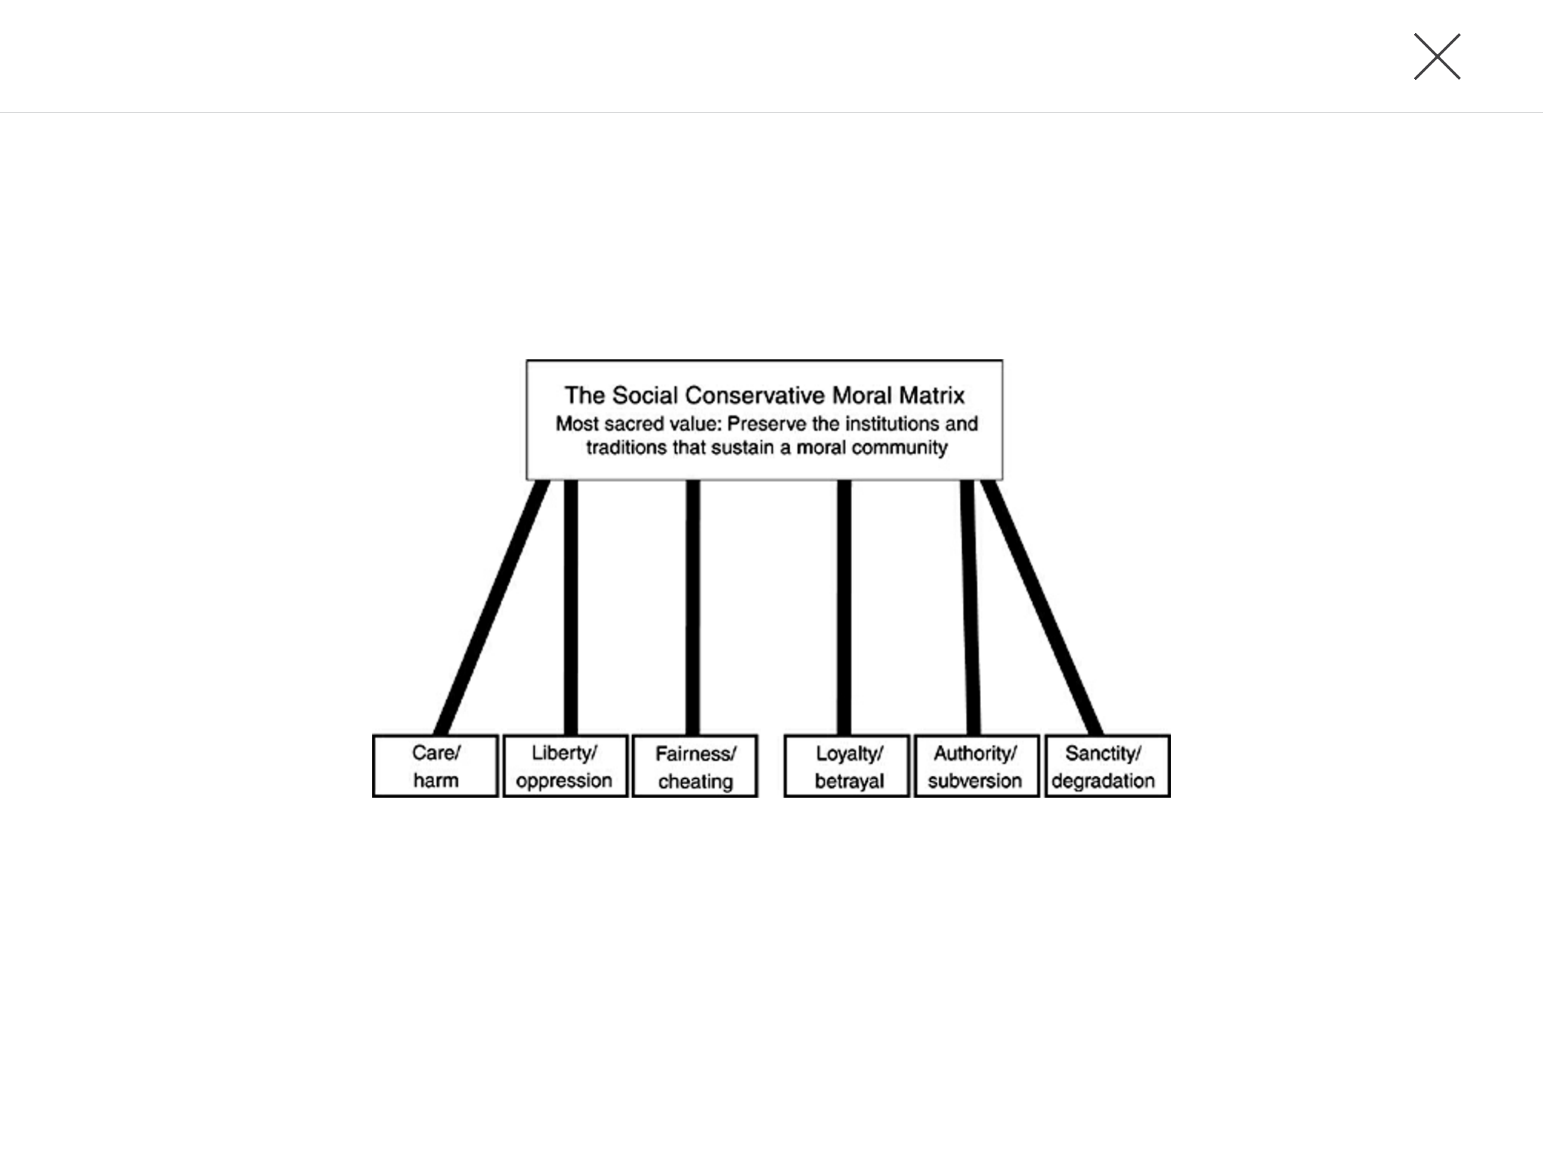 The Social Conservative Moral Matrix
Most sacred value: Preserve the institutions and
traditions that sustain a moral community
Care/
harm
Liberty/
oppression
Fairness/
cheating
Loyalty/
betrayal
Authority/
subversion
Sanctity/
degradation